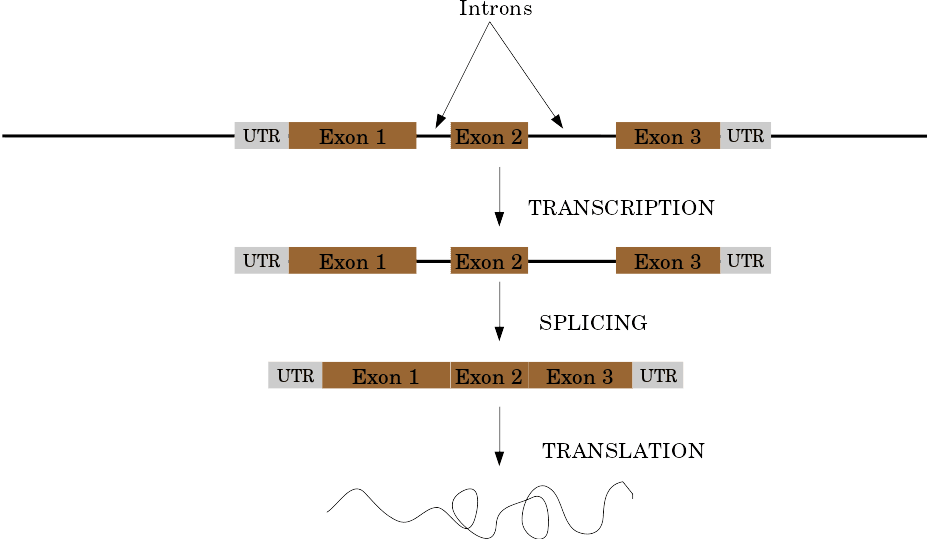 Introns
UTR Exon 1 Exon 2 Exon 3 UTR
TRANSCRIPTION
UTR Exon 1 Exon 2 Exon 3 UTR
SPLICING
UTR Exon 1 Exon 2 Exon 3 UTR
TRANSLATION